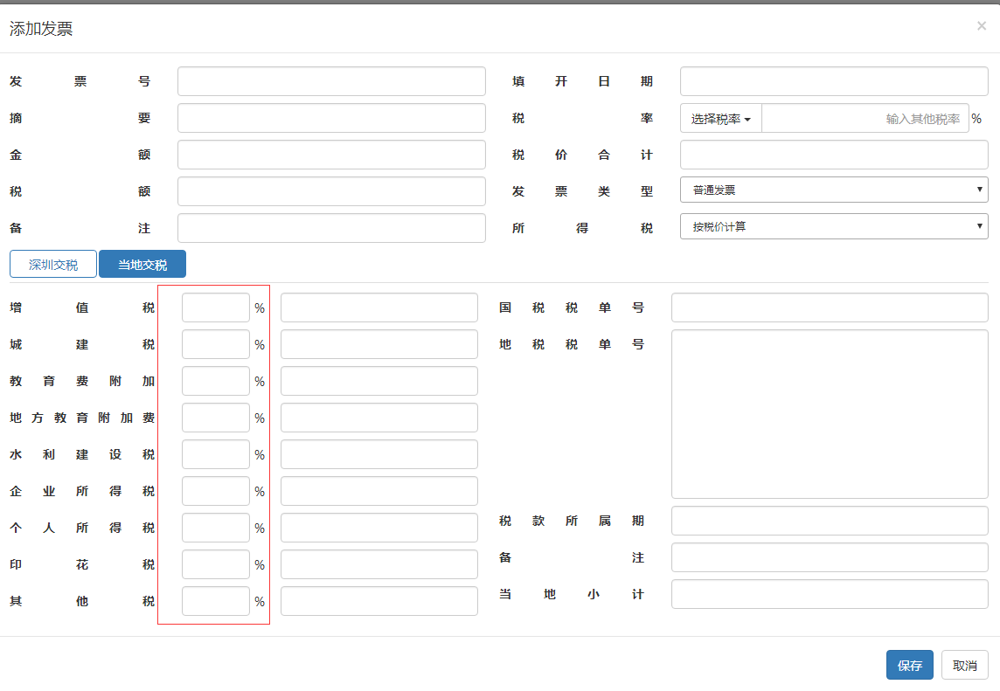 添加发票 ×
发票号 填开日期
摘要 税率 选择税率 输入其他税率 %
金额 税价合计
税额 发票类型 普通发票
备注 所得税 按税价计算
深圳交税 当地交税
增值税 % 国税税单号
城建税 % 地税税单号
教育费附加 %
地方教育附加费 %
水利建设税 %
企业所得税 %
个人所得税 % 税款所属期
印花税 % 备注
其他税 % 当地小计
保存 取消